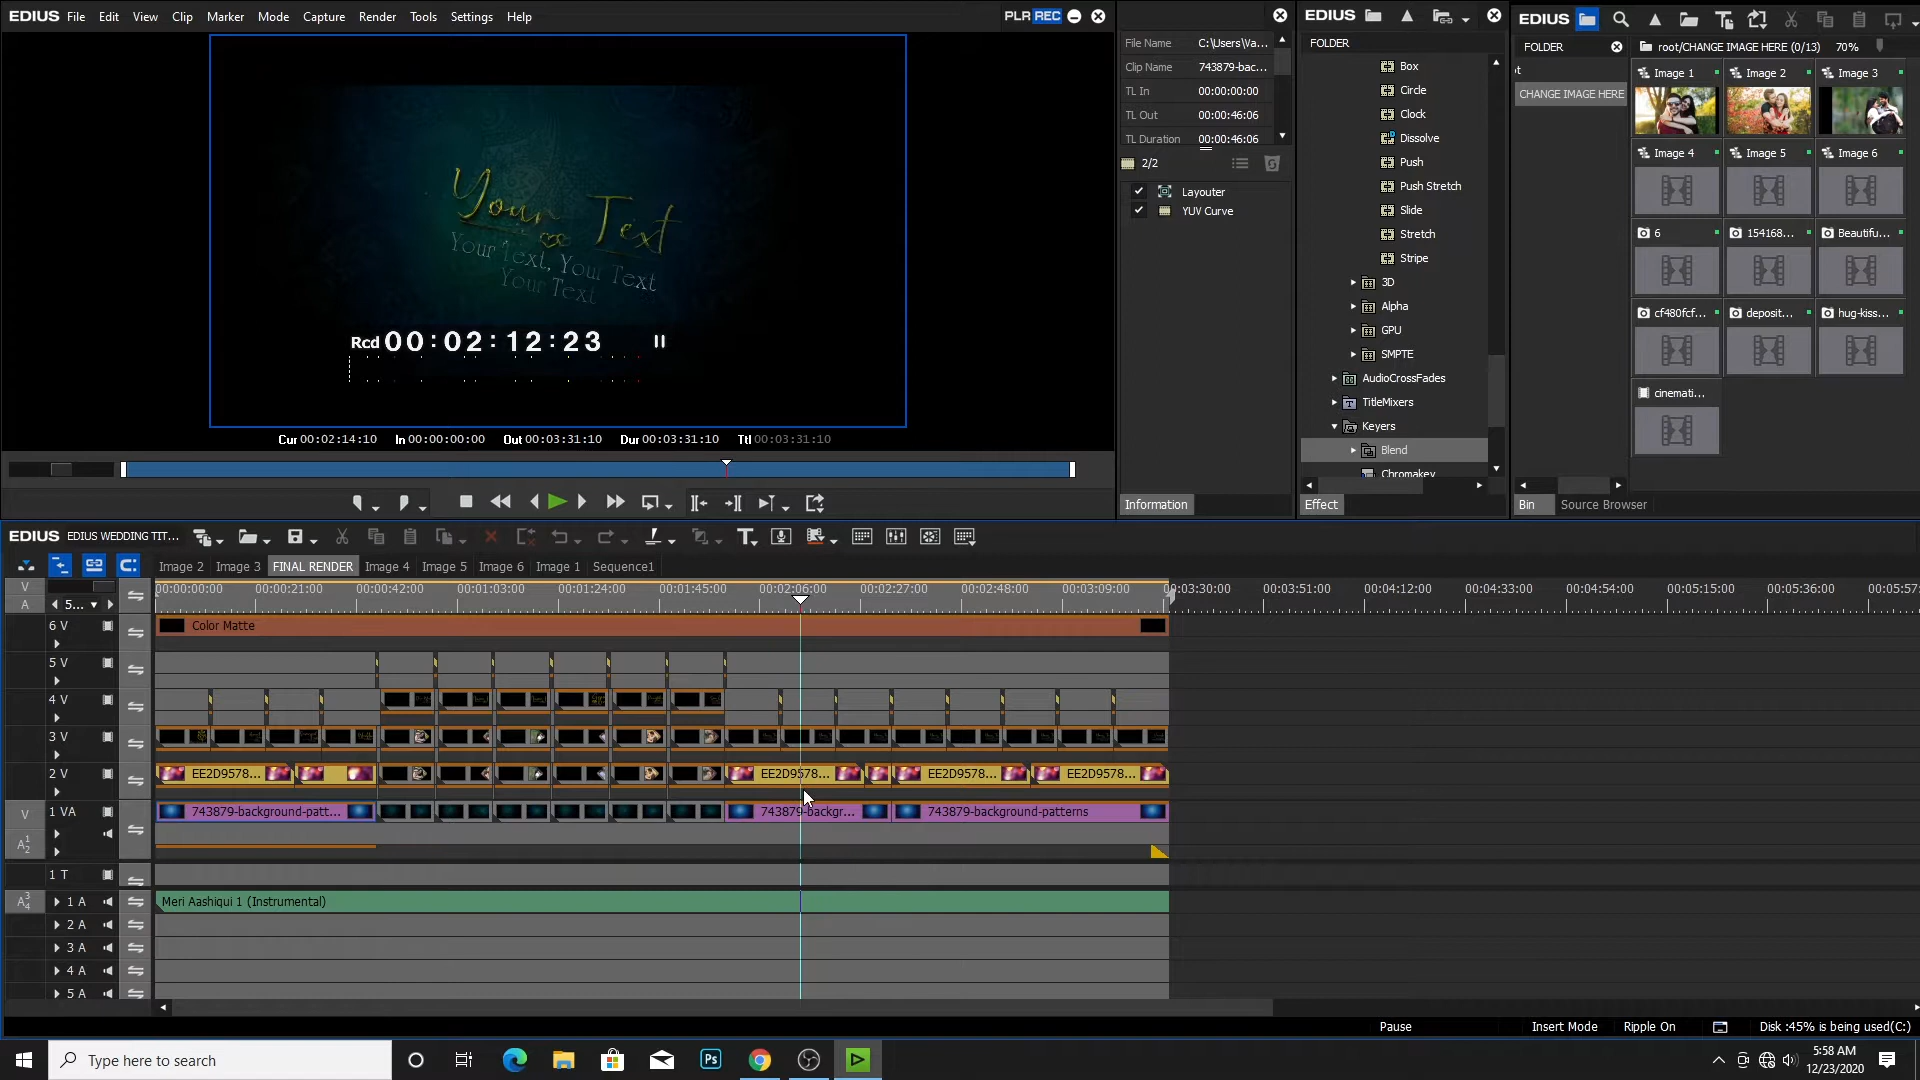 EDIUS File Edit View Clip Marker Mode Capture Render Tools Settings Help
PLR REC
Your Text
Your Text, Your Text
Your Text
Rcd 00:02:12:23
Cur 00:02:14:10 In 00:00:00:00 Out 00:03:31:10 Dur 00:03:31:10 Ttl 00:03:31:10
File Name C:\Users\Va...
Clip Name 743879-bac...
TL In 00:00:00:00
TL Out 00:00:46:06
TL Duration 00:00:46:06
2/2
Layouter
YUV Curve
Information
EDIUS
FOLDER
Box
Circle
Clock
Dissolve
Push
Push Stretch
Slide
Stretch
Stripe
3D
Alpha
GPU
SMPTE
AudioCrossFades
TitleMixers
Keyers
Blend
Chromakey
Effect
EDIUS
FOLDER
CHANGE IMAGE HERE
root/CHANGE IMAGE HERE (0/13) 70%
Image 1 Image 2 Image 3
Image 4 Image 5 Image 6
6 154168... Beautifu...
cf480fcf... deposit... hug-kiss...
cinemati...
Bin Source Browser
EDIUS EDIUS WEDDING TIT...
Image 2 Image 3 FINAL RENDER Image 4 Image 5 Image 6 Image 1 Sequence1
V
A
5...
00:00:00:00 00:00:21:00 00:00:42:00 00:01:03:00 00:01:24:00 00:01:45:00 00:02:06:00 00:02:27:00 00:02:48:00 00:03:09:00 00:03:30:00 00:03:51:00 00:04:12:00 00:04:33:00 00:04:54:00 00:05:15:00 00:05:36:00 00:05:57:
6 V Color Matte
5 V
4 V
3 V
2 V EE2D9578... EE2D9578... EE2D9578... EE2D9578...
V 1 VA 743879-background-patt... 743879-backgr... 743879-background-patterns
1 T
1 A Meri Aashiqui 1 (Instrumental)
2 A
3 A
4 A
5 A
Pause Insert Mode Ripple On Disk :45% is being used(C:)
Type here to search
Ps
5:58 AM
12/23/2020